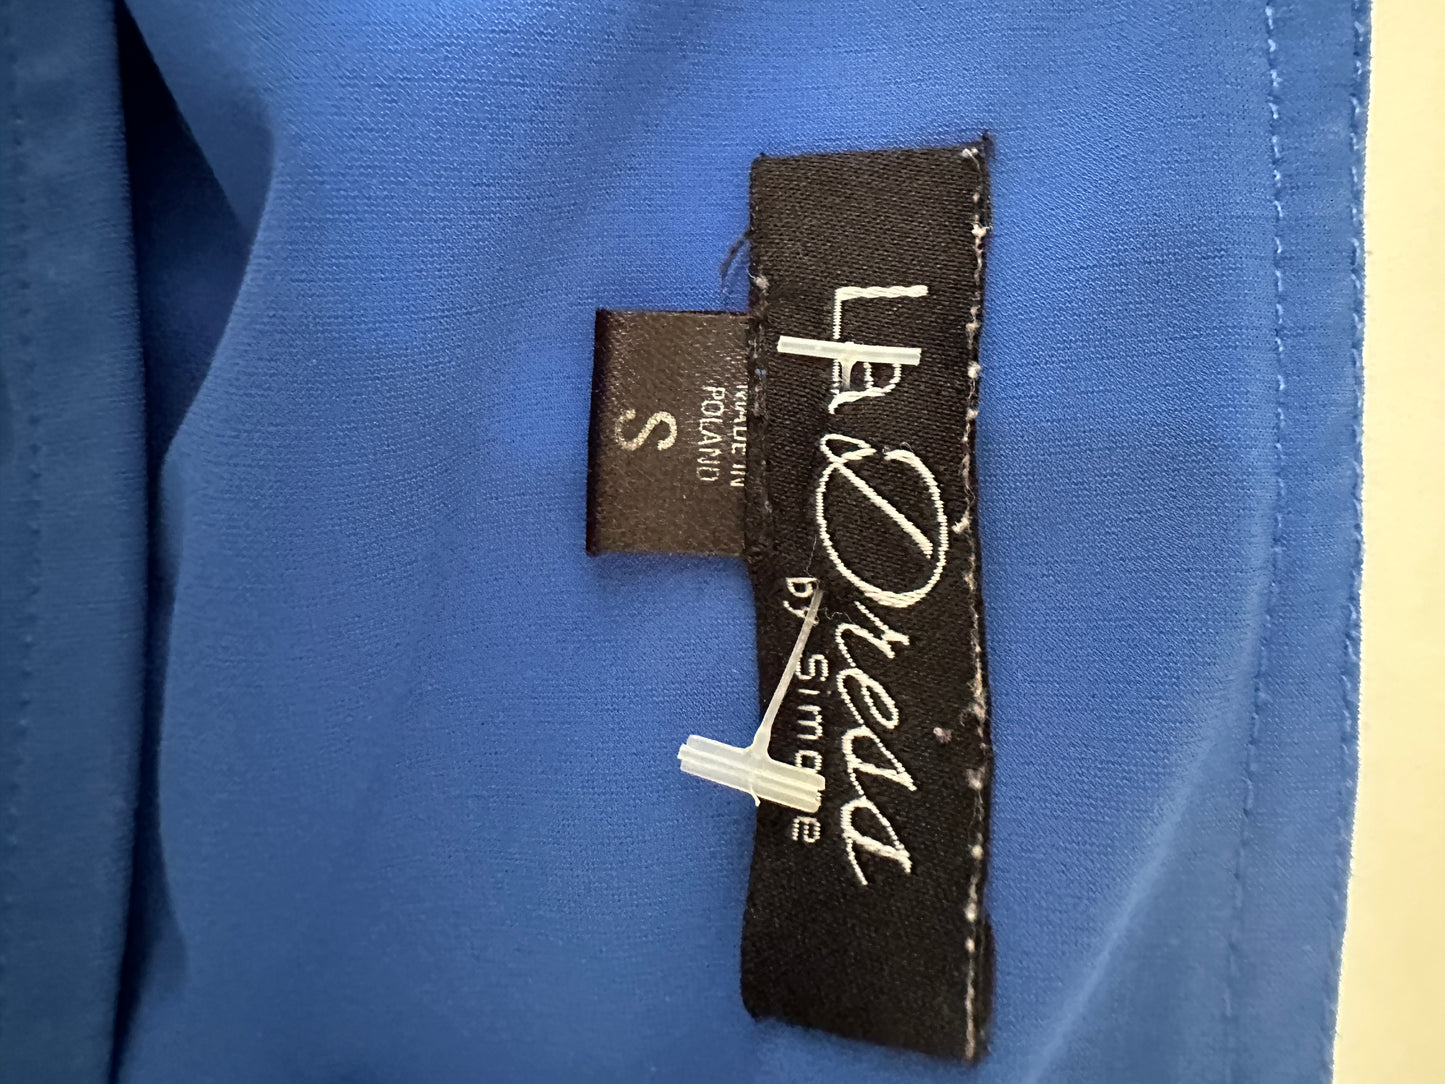 La Dress
by Simone
MADE IN
POLAND
S